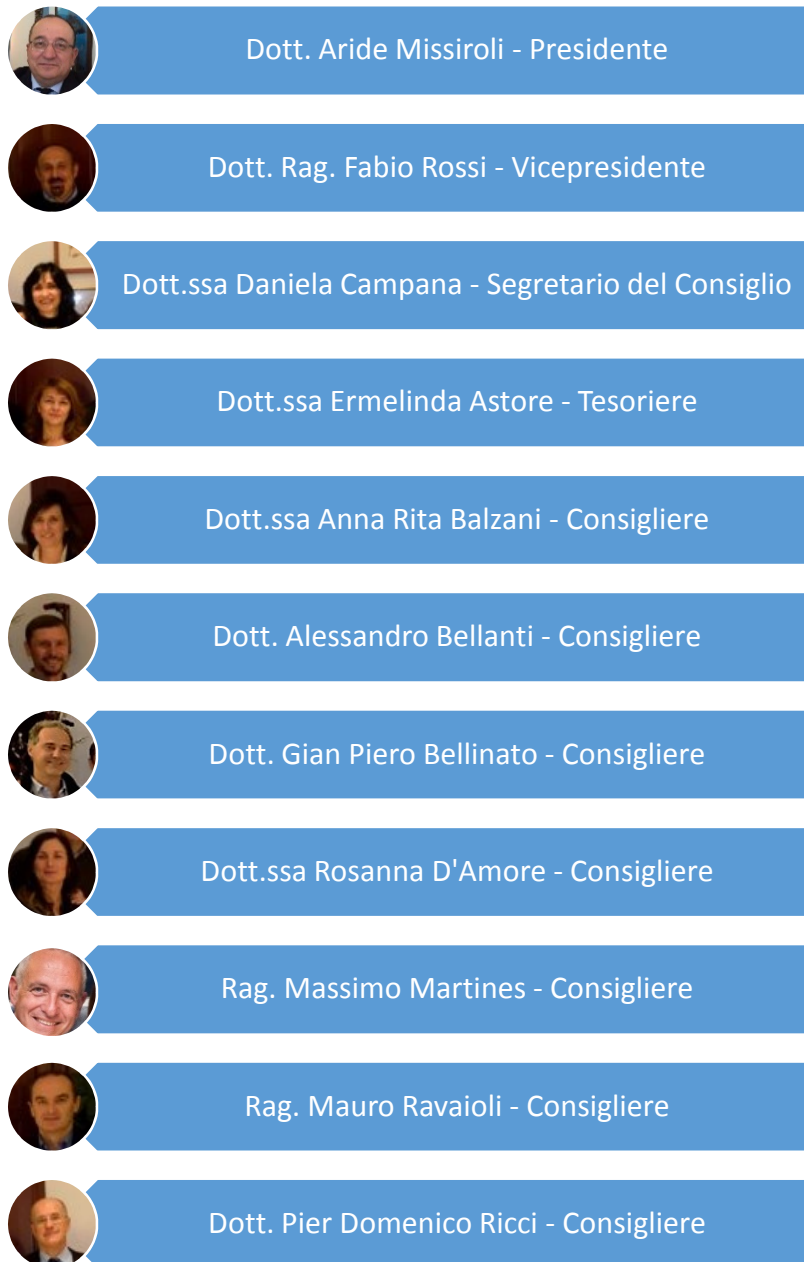 Dott. Aride Missiroli - Presidente
Dott. Rag. Fabio Rossi - Vicepresidente
Dott.ssa Daniela Campana - Segretario del Consiglio
Dott.ssa Ermelinda Astore - Tesoriere
Dott.ssa Anna Rita Balzani - Consigliere
Dott. Alessandro Bellanti - Consigliere
Dott. Gian Piero Bellinato - Consigliere
Dott.ssa Rosanna D'Amore - Consigliere
Rag. Massimo Martines - Consigliere
Rag. Mauro Ravaioli - Consigliere
Dott. Pier Domenico Ricci - Consigliere